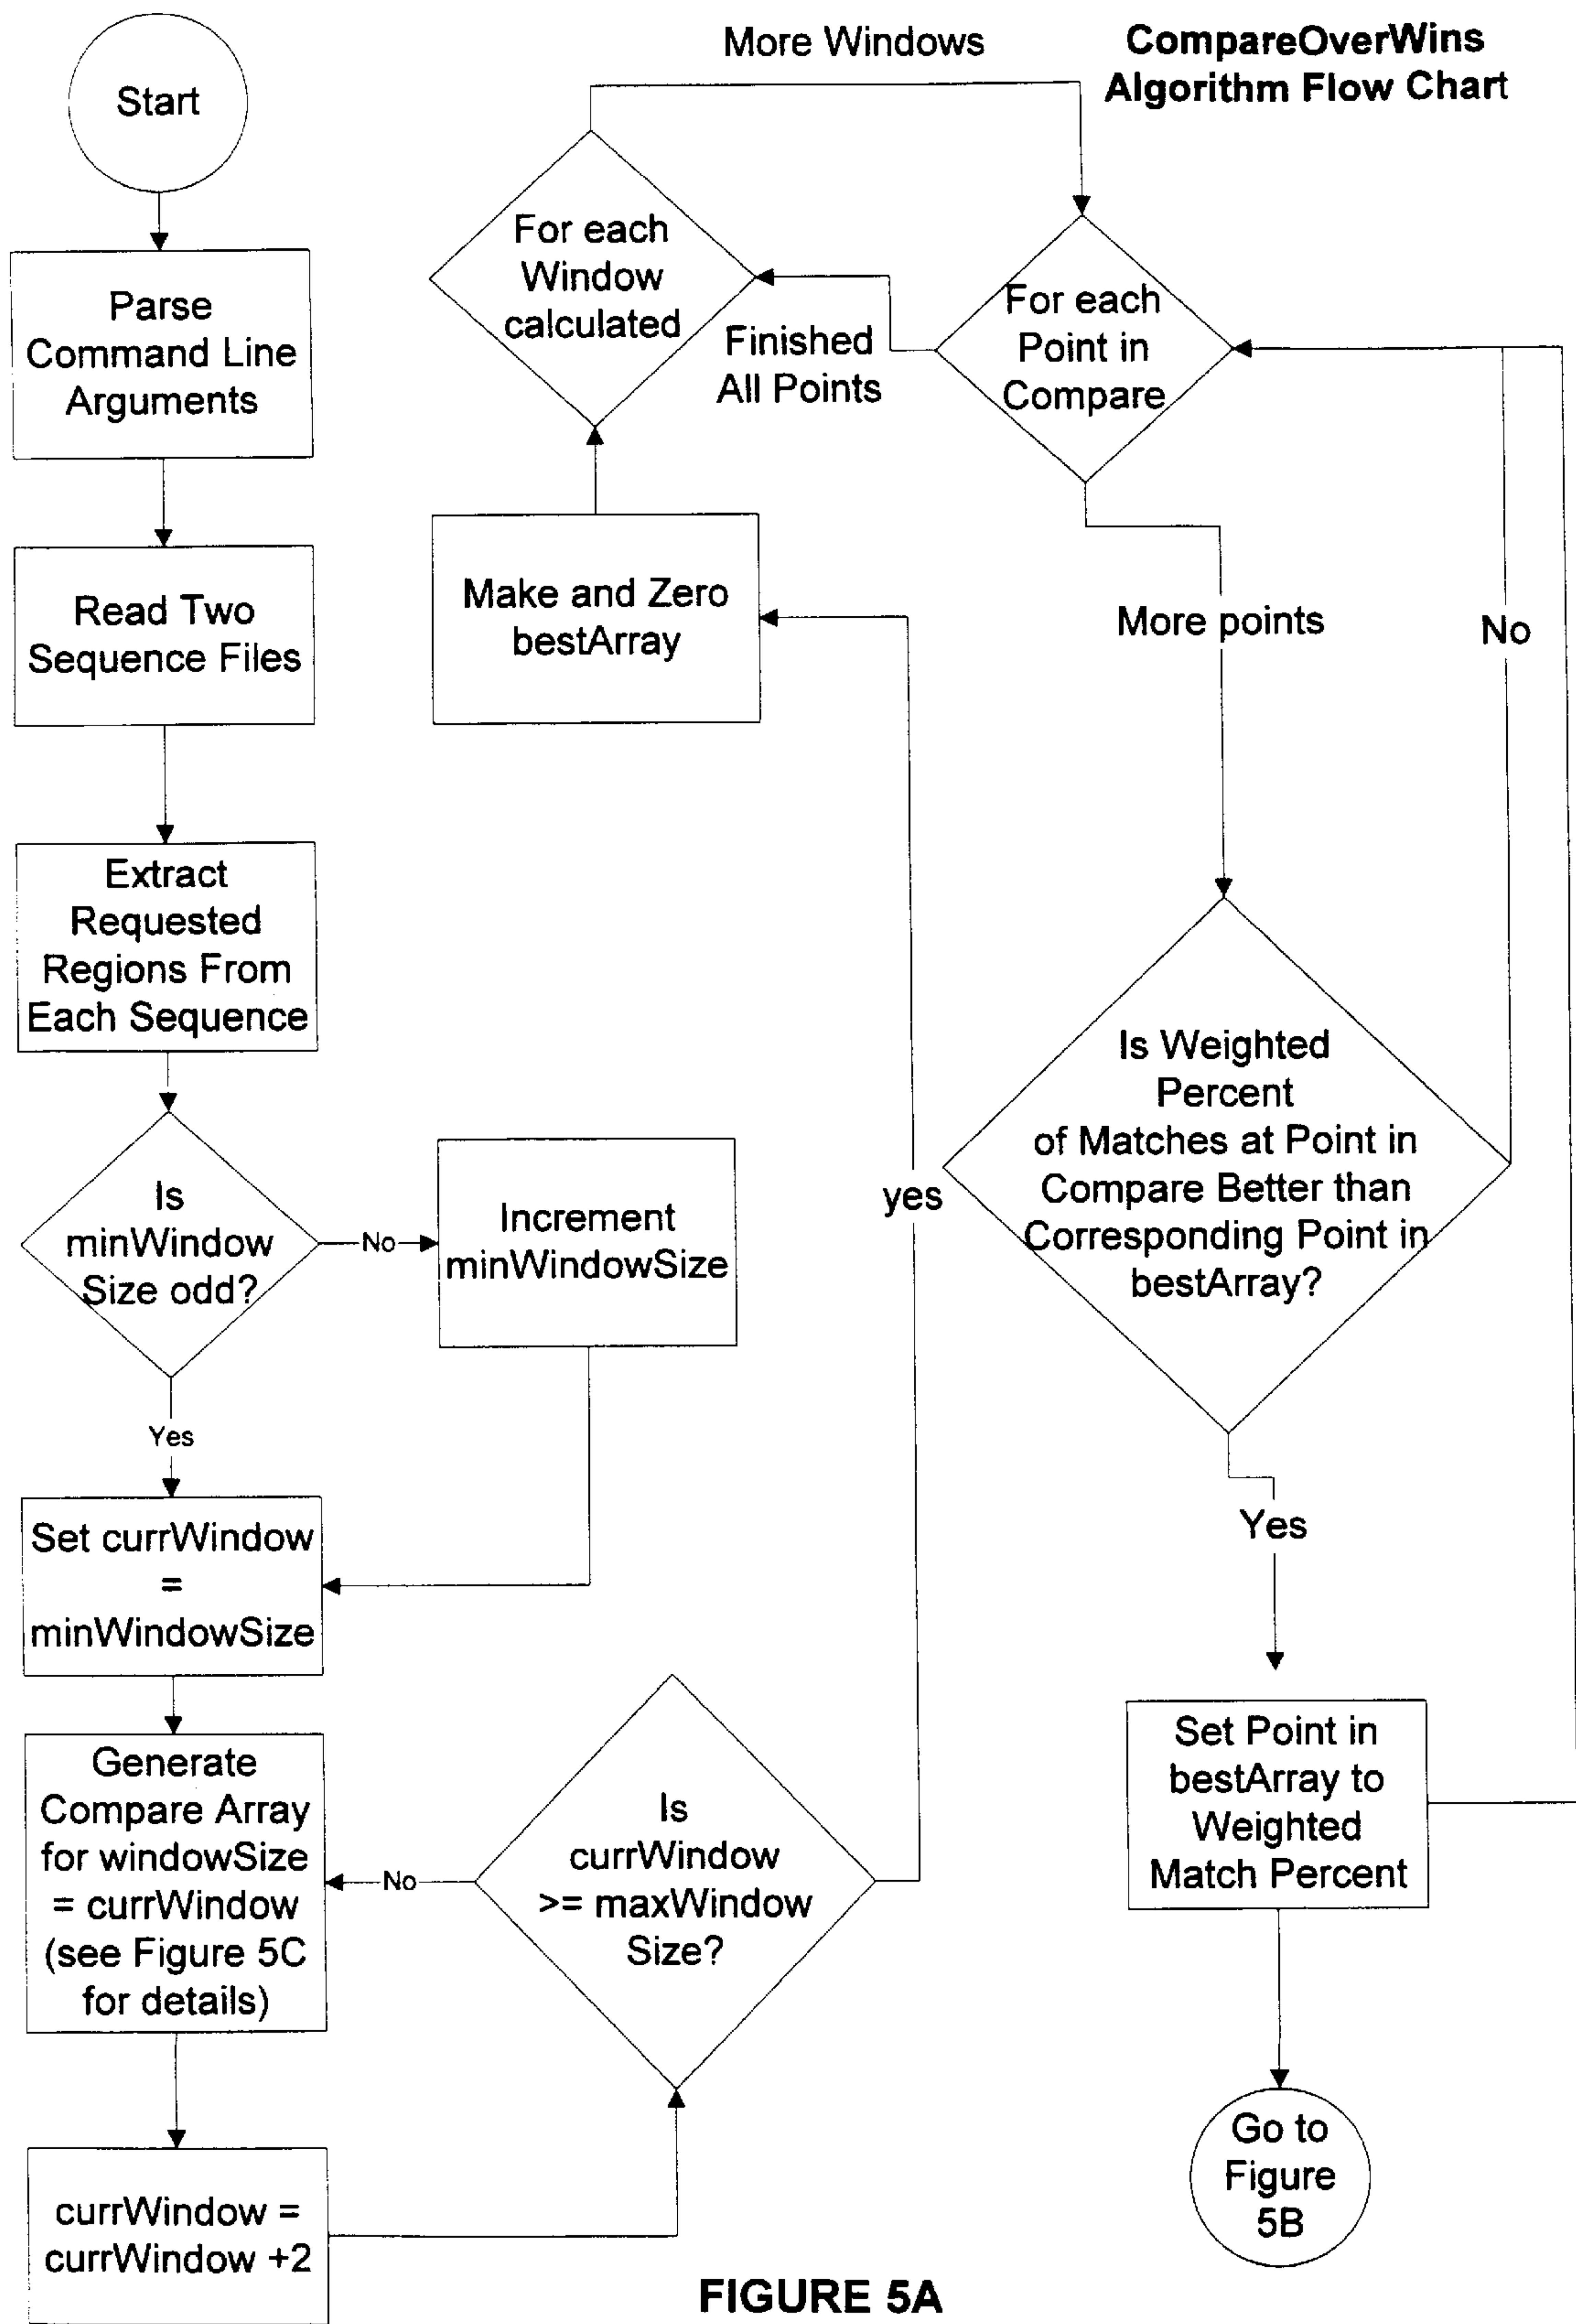 CompareOverWins
Algorithm Flow Chart
Start
Parse
Command Line
Arguments
Read Two
Sequence Files
Extract
Requested
Regions From
Each Sequence
Is
minWindow
Size odd?
No
Increment
minWindowSize
Yes
Set currWindow
=
minWindowSize
Generate
Compare Array
for windowSize
= currWindow
(see Figure 5C
for details)
currWindow =
currWindow +2
Is
currWindow
>= maxWindow
Size?
No
yes
Make and Zero
bestArray
For each
Window
calculated
More Windows
For each
Point in
Compare
Finished
All Points
More points
No
Is Weighted
Percent
of Matches at Point in
Compare Better than
Corresponding Point in
bestArray?
Yes
Set Point in
bestArray to
Weighted
Match Percent
Go to
Figure
5B
FIGURE 5A